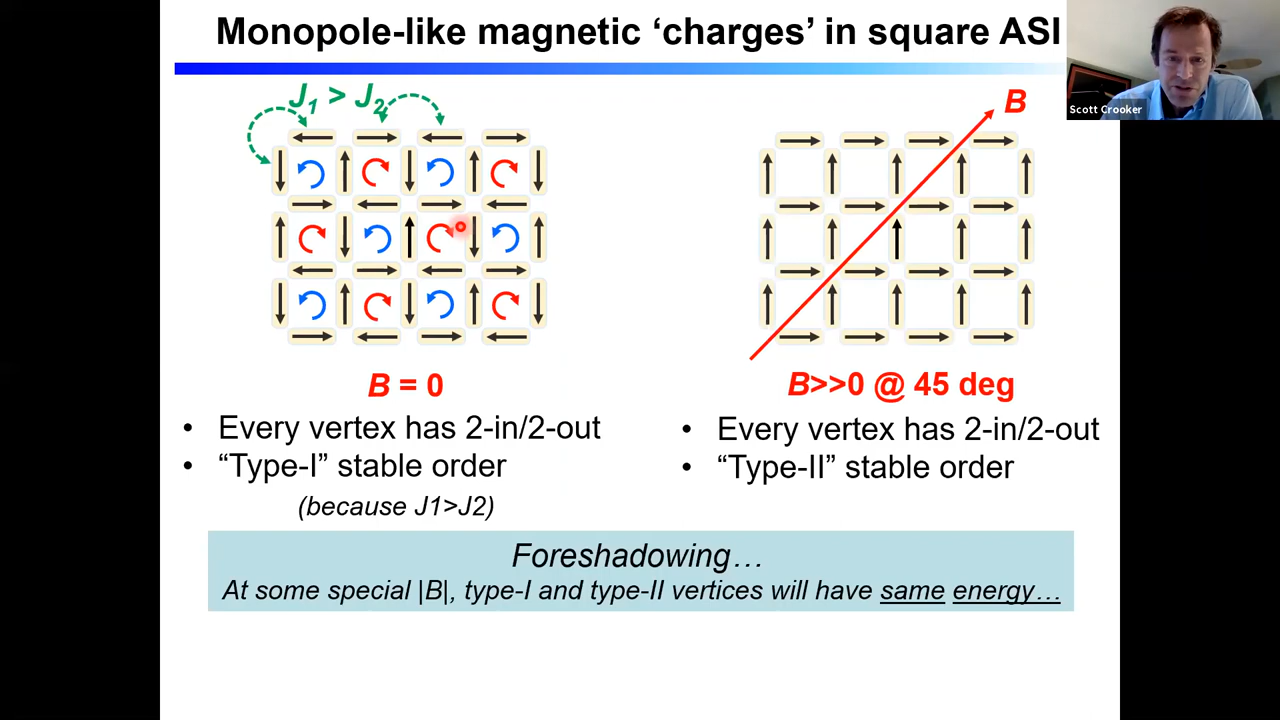 Monopole-like magnetic ‘charges’ in square ASI
Scott Crooker
J1 > J2
B
B = 0
• Every vertex has 2-in/2-out
• “Type-I” stable order
(because J1>J2)
B>>0 @ 45 deg
• Every vertex has 2-in/2-out
• “Type-II” stable order
Foreshadowing…
At some special |B|, type-I and type-II vertices will have same energy…